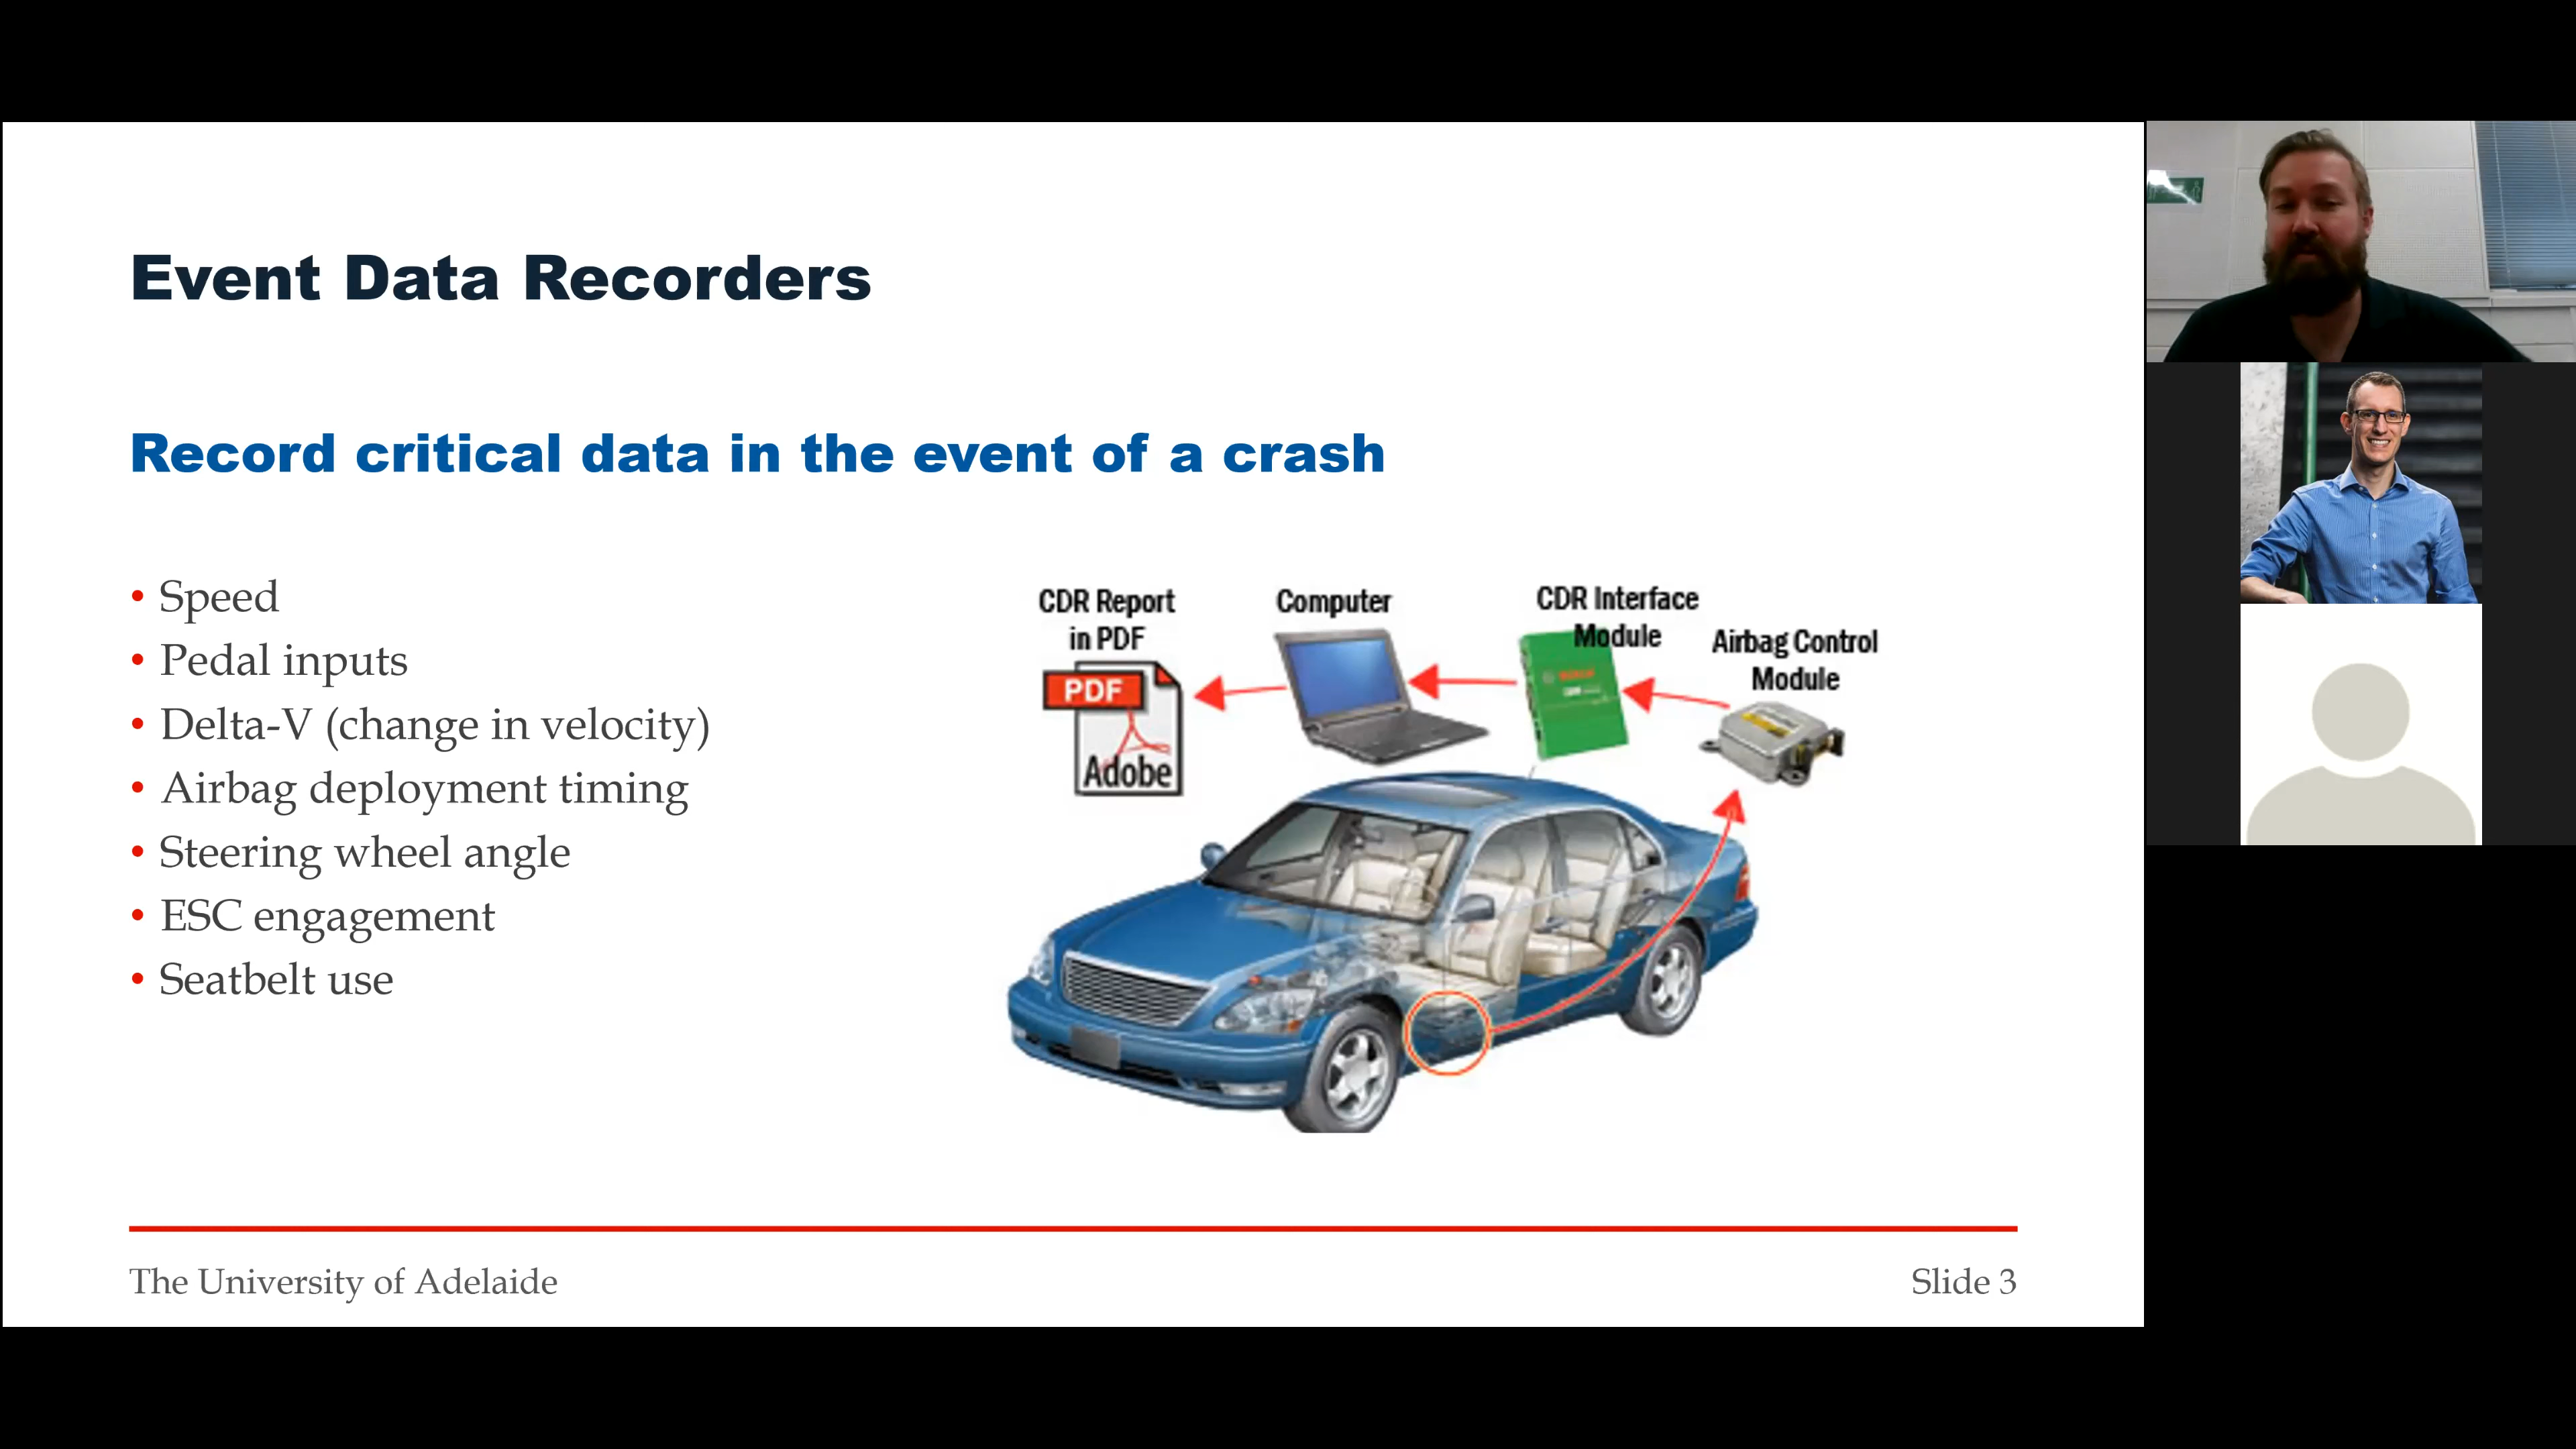 Event Data Recorders
Record critical data in the event of a crash
• Speed
• Pedal inputs
• Delta-V (change in velocity)
• Airbag deployment timing
• Steering wheel angle
• ESC engagement
• Seatbelt use
CDR Report
in PDF
PDF
Adobe
Computer
CDR Interface
Module
Airbag Control
Module
The University of Adelaide
Slide 3